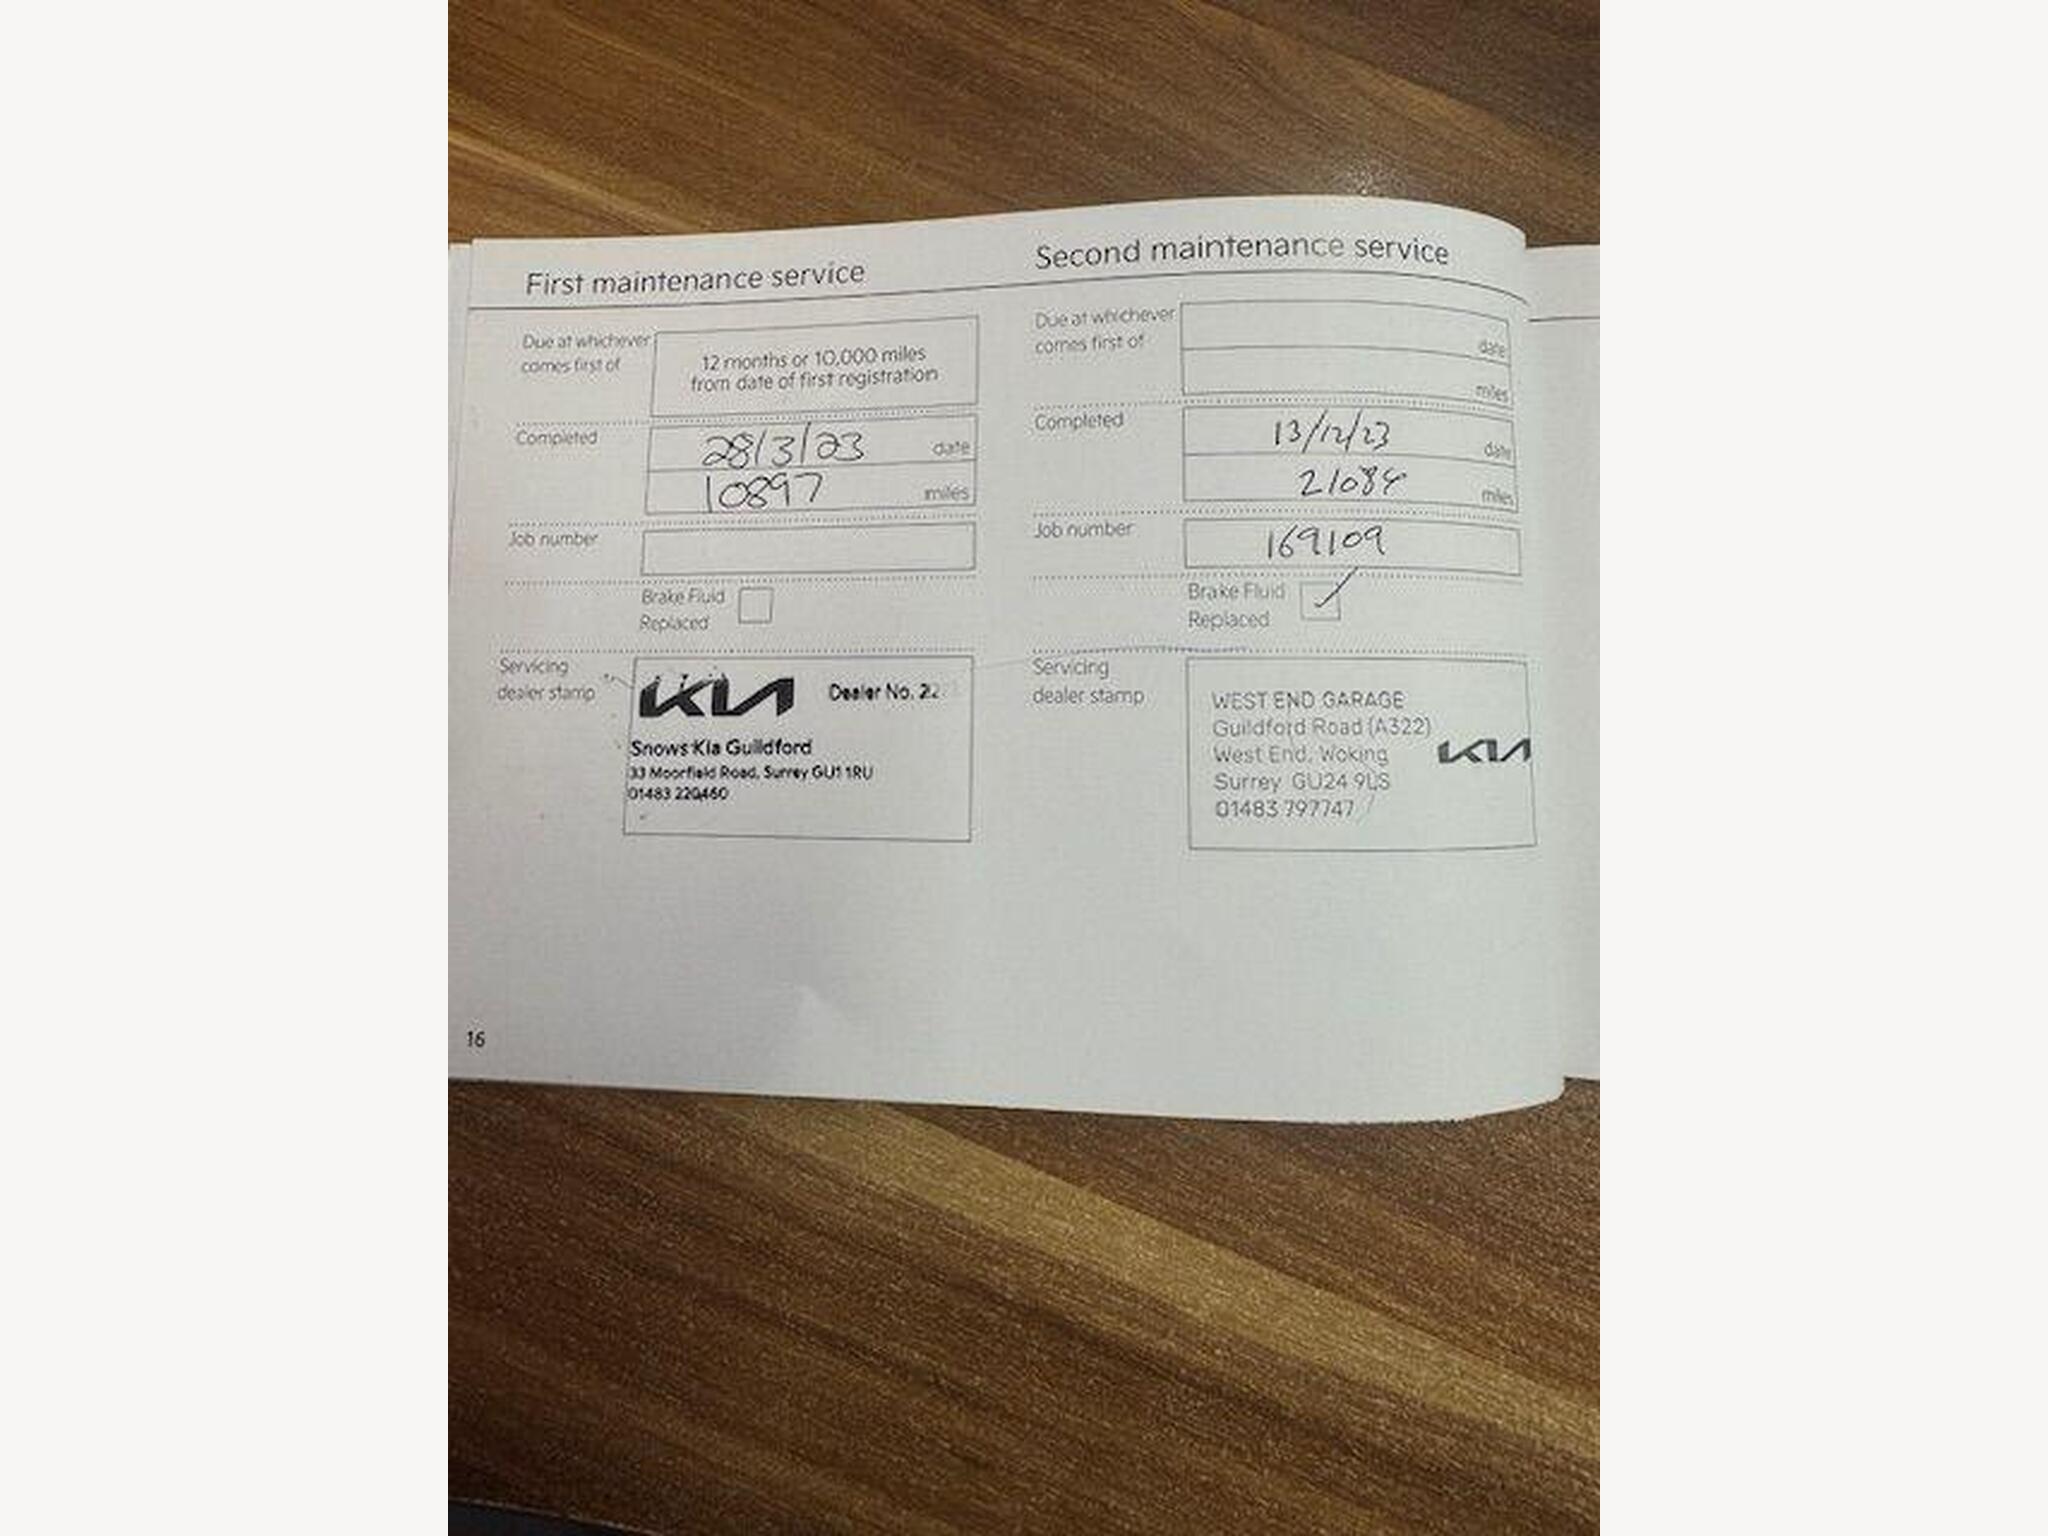 First maintenance service
Due at whichever
comes first of
12 months or 10,000 miles
from date of first registration
Completed
28/3/23 date
10897 miles
Job number
Brake Fluid
Replaced
Servicing
dealer stamp
KIA Dealer No.
Snows Kia Guildford
33 Moorfield Road, Surrey GU1 1RU
01483 220460
16
Second maintenance service
Due at whichever
comes first of
date
miles
Completed
13/12/23 date
21084 miles
Job number
169109
Brake Fluid
Replaced
Servicing
dealer stamp
WEST END GARAGE
Guildford Road (A322)
West End, Woking
KIA
Surrey GU24 9LS
01483 797747